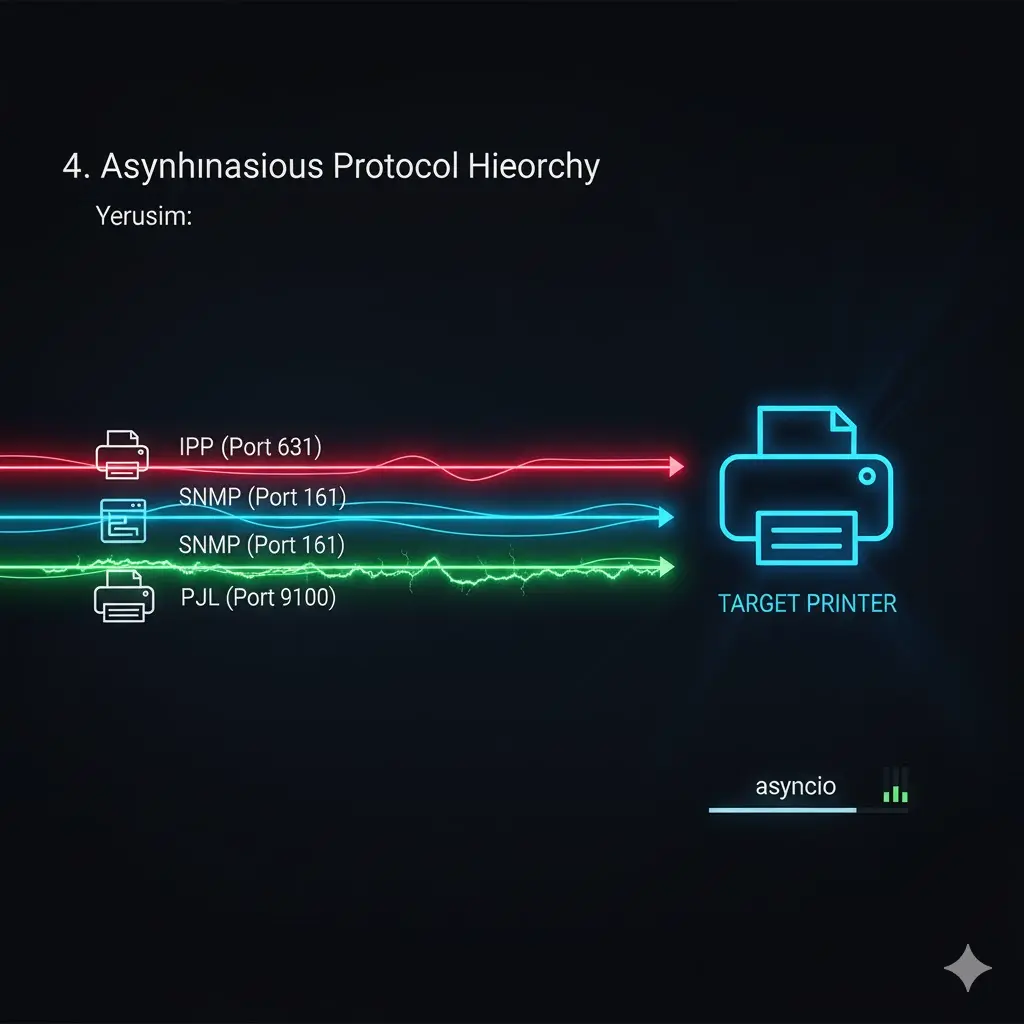 4. Asynhınasious Protocol Hieorchy
Yerusim:
IPP (Port 631)
SNMP (Port 161)
SNMP (Port 161)
PJL (Port 9100)
TARGET PRINTER
asyncio